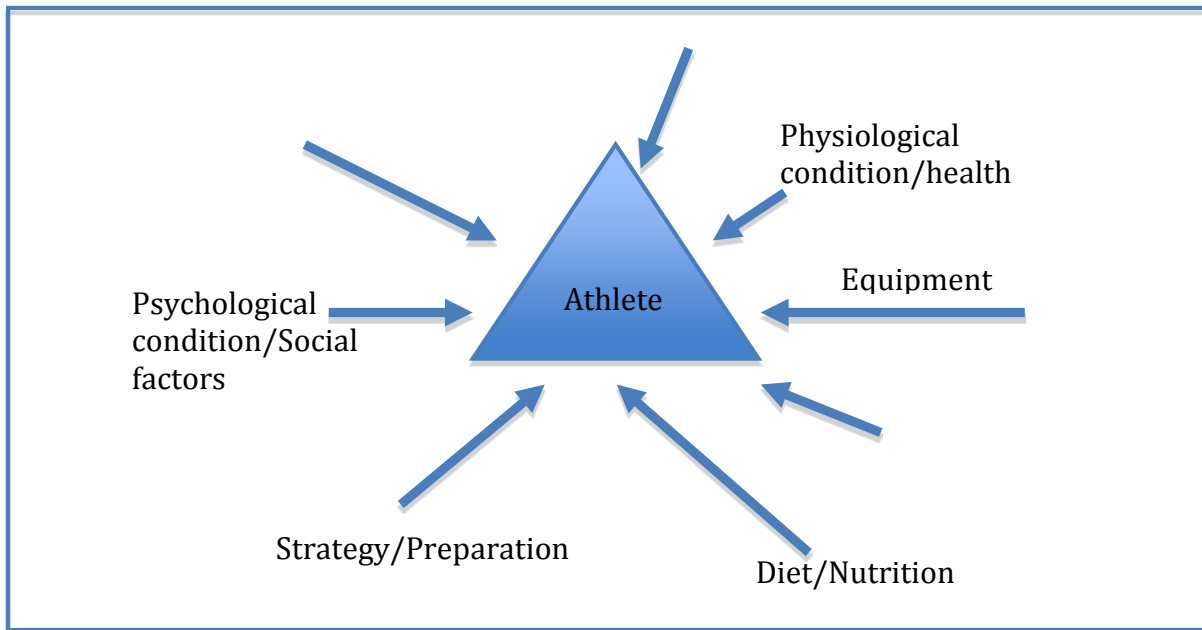 Physiological
condition/health
Equipment
Athlete
Psychological
condition/Social
factors
Strategy/Preparation
Diet/Nutrition